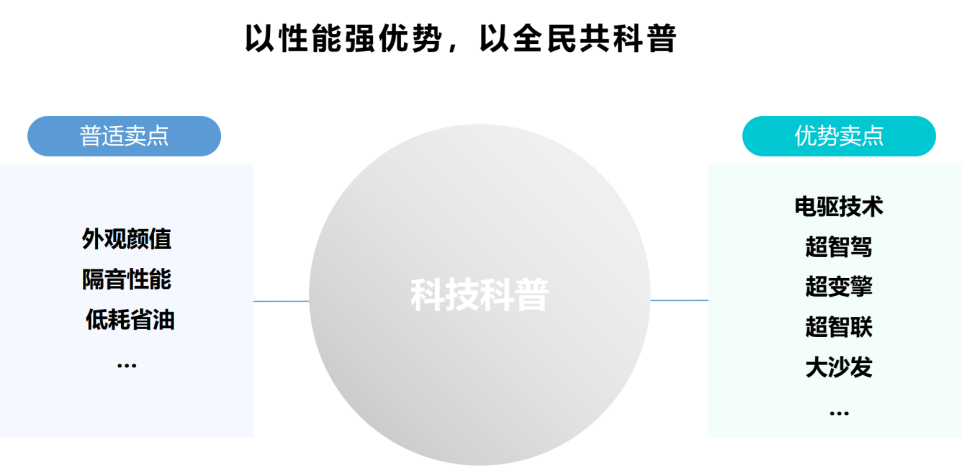 以性能强优势，以全民共科普
普适卖点
外观颜值
隔音性能
低耗省油
...
科技科普
优势卖点
电驱技术
超智驾
超变擎
超智联
大沙发
...